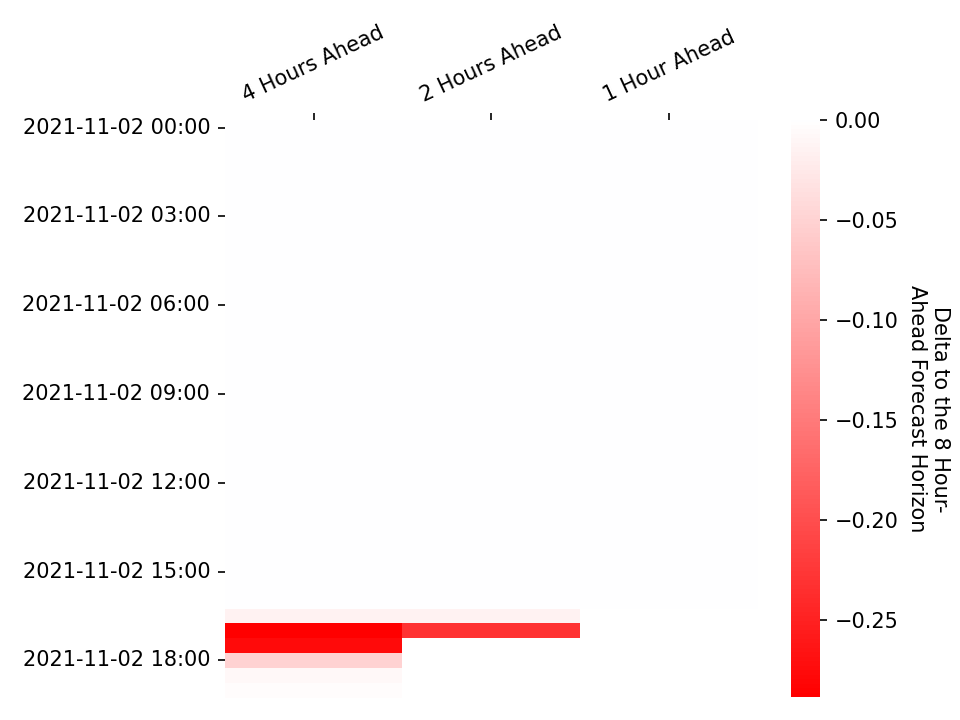 4 Hours Ahead
2 Hours Ahead
1 Hour Ahead
2021-11-02 00:00
2021-11-02 03:00
2021-11-02 06:00
2021-11-02 09:00
2021-11-02 12:00
2021-11-02 15:00
2021-11-02 18:00
0.00
−0.05
−0.10
−0.15
−0.20
−0.25
Delta to the 8 Hour-
Ahead Forecast Horizon